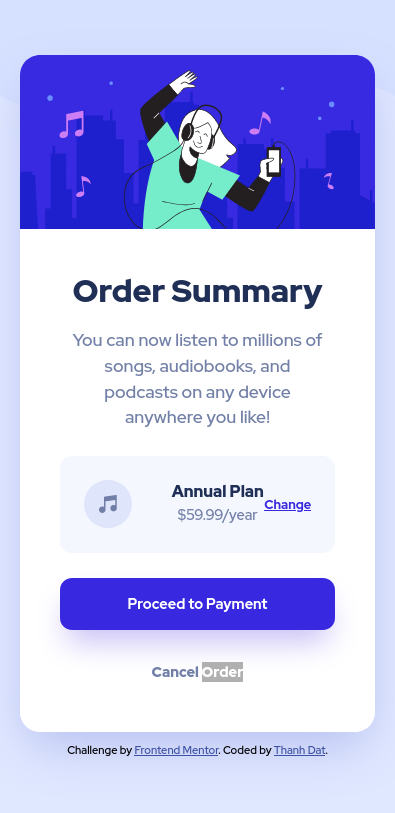 Order Summary
You can now listen to millions of
songs, audiobooks, and
podcasts on any device
anywhere you like!
Annual Plan
$59.99/year
Change
Proceed to Payment
Cancel Order
Challenge by Frontend Mentor. Coded by Thanh Dat.